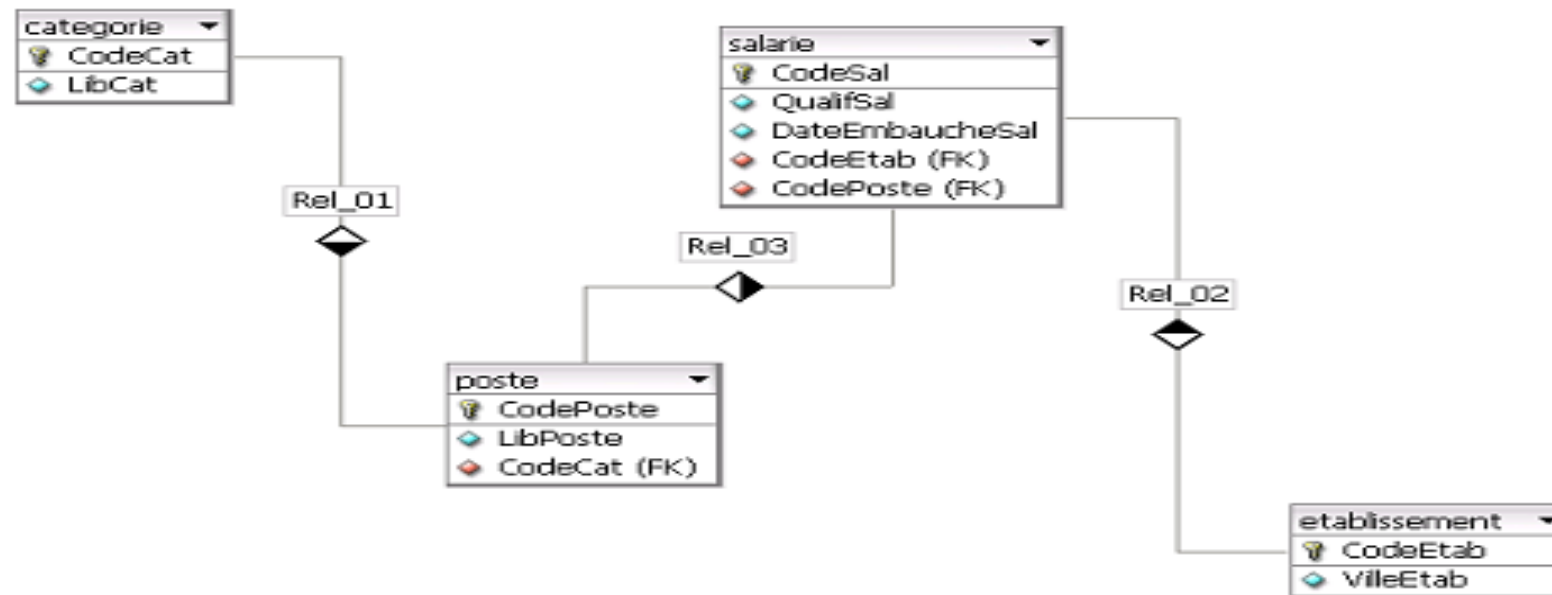 categorie
CodeCat
LibCat
salarie
CodeSal
QualifSal
DateEmbaucheSal
CodeEtab (FK)
CodePoste (FK)
Rel_01
Rel_03
Rel_02
poste
CodePoste
LibPoste
CodeCat (FK)
etablissement
CodeEtab
VilleEtab